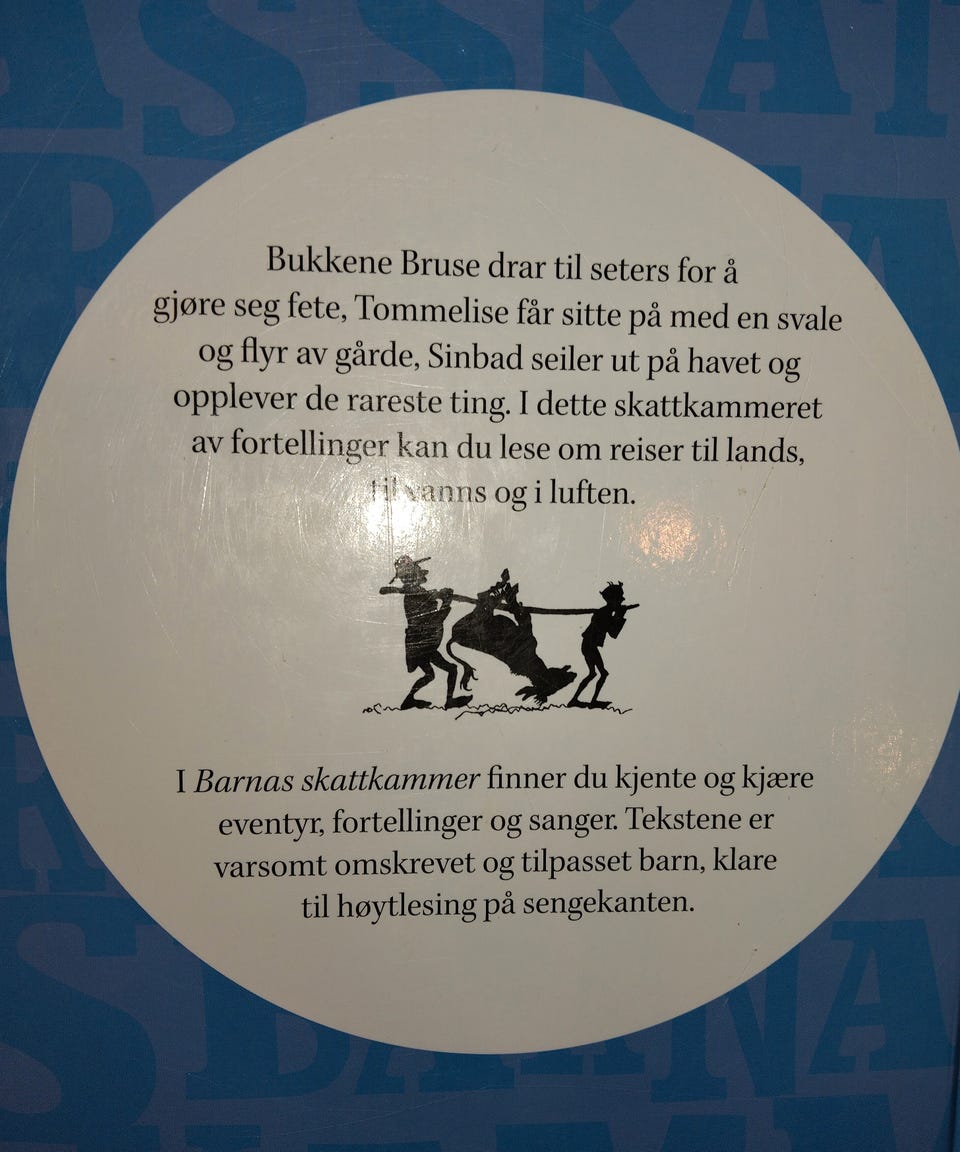 Bukkene Bruse drar til seters for å
gjøre seg fete, Tommelise får sitte på med en svale
og flyr av gårde, Sinbad seiler ut på havet og
opplever de rareste ting. I dette skattkammeret
av fortellinger kan du lese om reiser til lands,
til vanns og i luften.
I Barnas skattkammer finner du kjente og kjære
eventyr, fortellinger og sanger. Tekstene er
varsomt omskrevet og tilpasset barn, klare
til høytlesing på sengekanten.